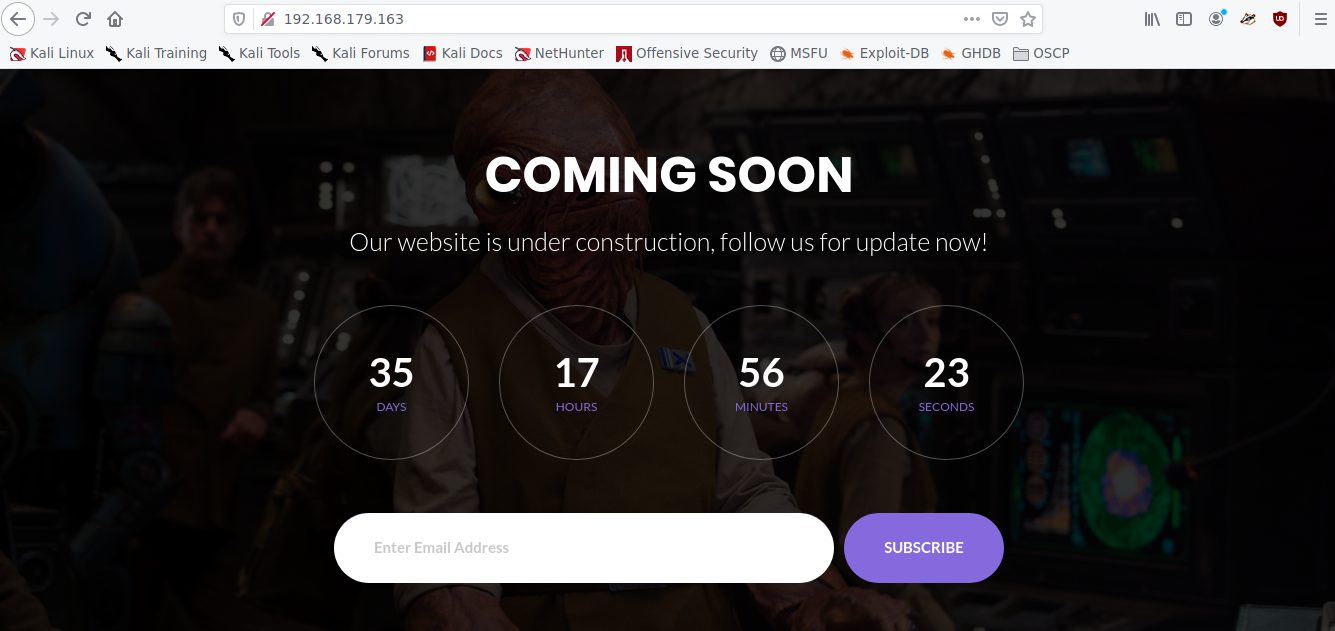 192.168.179.163
Kali Linux Kali Training Kali Tools Kali Forums Kali Docs NetHunter Offensive Security MSFU Exploit-DB GHDB OSCP
COMING SOON
Our website is under construction, follow us for update now!
35 17 56 23
DAYS HOURS MINUTES SECONDS
Enter Email Address SUBSCRIBE